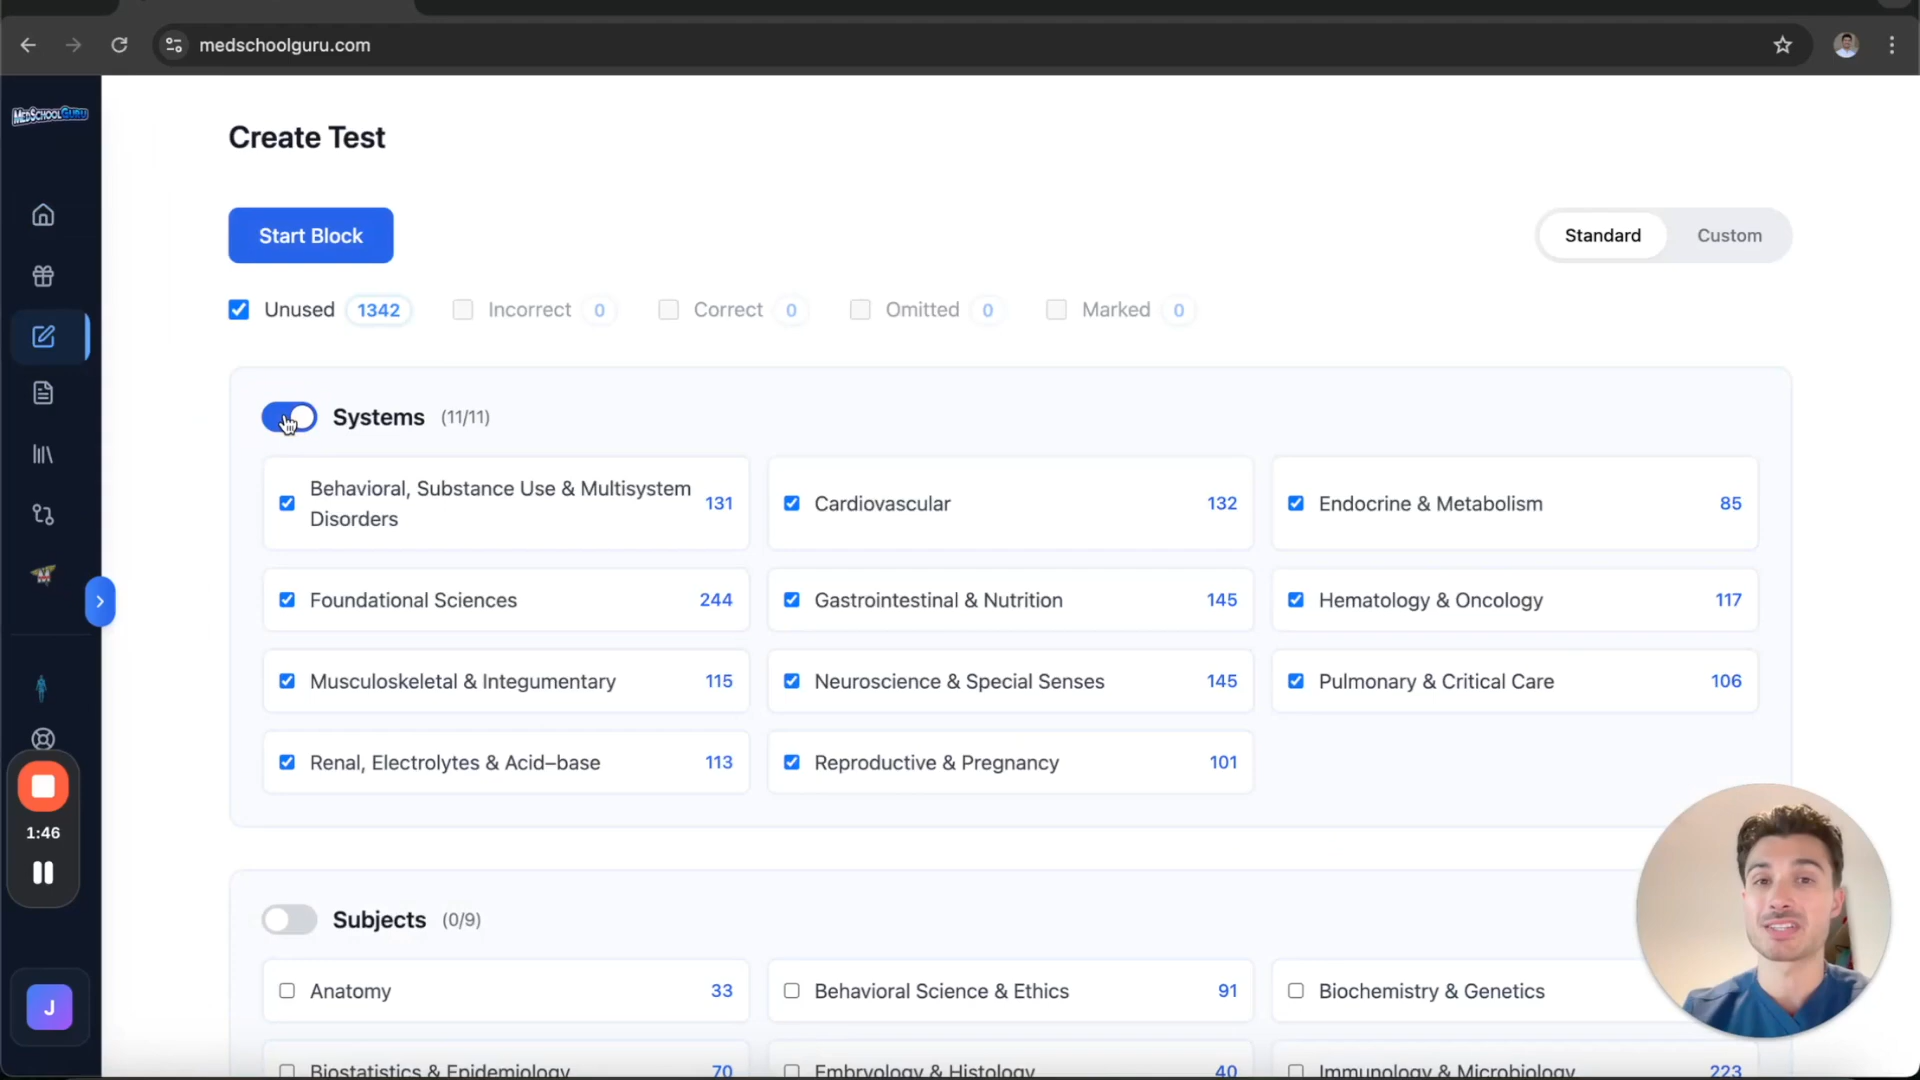 medschoolguru.com
MEDSCHOOLGURU
Create Test
Start Block
Standard
Custom
Unused 1342
Incorrect 0
Correct 0
Omitted 0
Marked 0
Systems (11/11)
Behavioral, Substance Use & Multisystem
Disorders
131
Cardiovascular 132
Endocrine & Metabolism 85
Foundational Sciences 244
Gastrointestinal & Nutrition 145
Hematology & Oncology 117
Musculoskeletal & Integumentary 115
Neuroscience & Special Senses 145
Pulmonary & Critical Care 106
Renal, Electrolytes & Acid–base 113
Reproductive & Pregnancy 101
1:46
Subjects (0/9)
Anatomy 33
Behavioral Science & Ethics 91
Biochemistry & Genetics
J
Biostatistics & Epidemiology 70
Embryology & Histology 40
Immunology & Microbiology 223